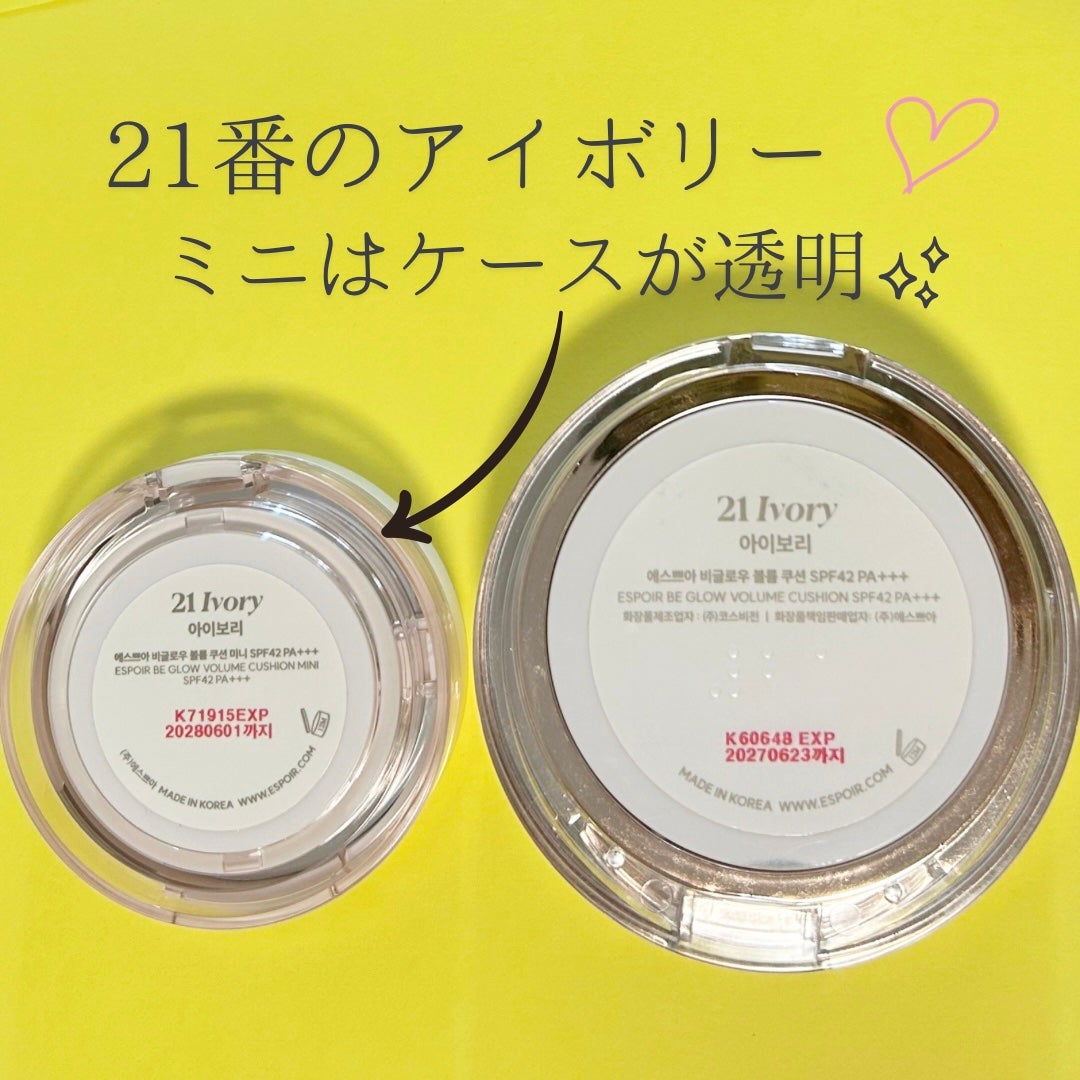 21番のアイボリー
ミニはケースが透明
21 Ivory
아이보리
에스쁘아 비글로우 볼륨 쿠션 미니 SPF42 PA+++
ESPOIR BE GLOW VOLUME CUSHION MINI
SPF42 PA+++
K71915EXP
20280601까지
12M
(주)에스쁘아 MADE IN KOREA WWW.ESPOIR.COM
21 Ivory
아이보리
에스쁘아 비글로우 볼륨 쿠션 SPF42 PA+++
ESPOIR BE GLOW VOLUME CUSHION SPF42 PA+++
화장품제조업자 : (주)코스비전 | 화장품책임판매업자: (주)에스쁘아
K60648 EXP
20270623까지
MADE IN KOREA WWW.ESPOIR.COM